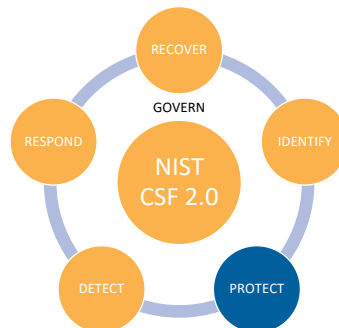 RECOVER
GOVERN
RESPOND
IDENTIFY
NIST
CSF 2.0
DETECT
PROTECT